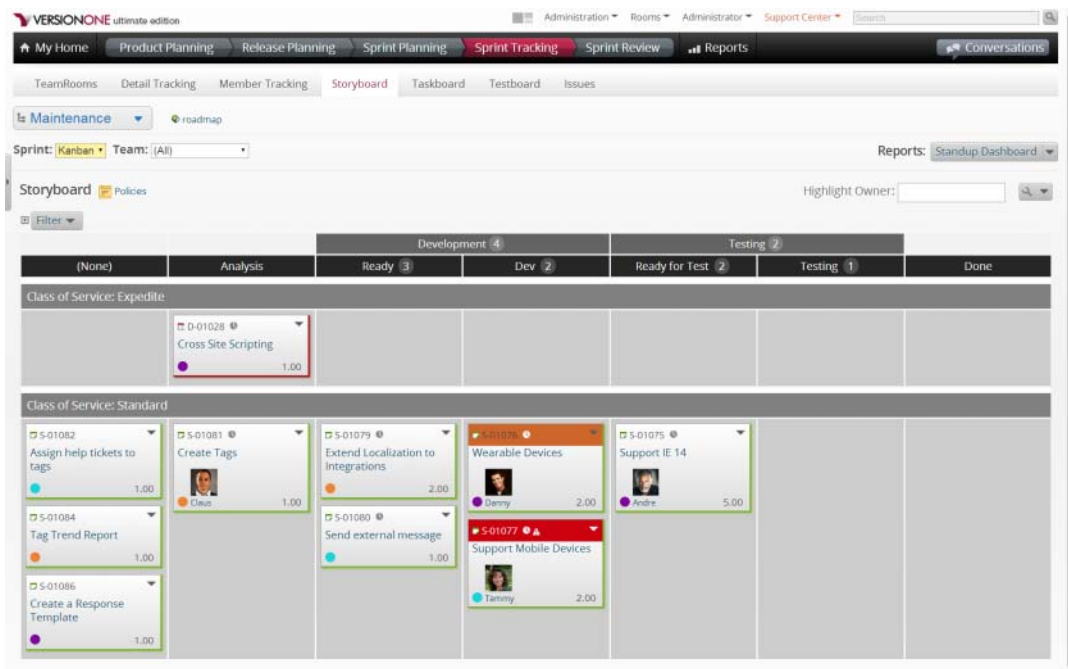 VERSIONONE ultimate edition
Administration Rooms Administrator Support Center Search
My Home Product Planning Release Planning Sprint Planning Sprint Tracking Sprint Review Reports Conversations
TeamRooms Detail Tracking Member Tracking Storyboard Taskboard Testboard Issues
Maintenance roadmap
Sprint: Kanban Team: (All) Reports: Standup Dashboard
Storyboard Policies Highlight Owner:
Filter
Development 4 Testing 2
(None) Analysis Ready 3 Dev 2 Ready for Test 2 Testing 1 Done
Class of Service: Expedite
D-01028
Cross Site Scripting
1.00
Class of Service: Standard
S-01082
Assign help tickets to
tags
1.00
S-01084
Tag Trend Report
1.00
S-01086
Create a Response
Template
1.00
S-01081
Create Tags
Claus 1.00
S-01079
Extend Localization to
Integrations
2.00
S-01080
Send external message
1.00
S-01076
Wearable Devices
Danny 2.00
S-01077
Support Mobile Devices
Tammy 2.00
S-01075
Support IE 14
Andre 5.00